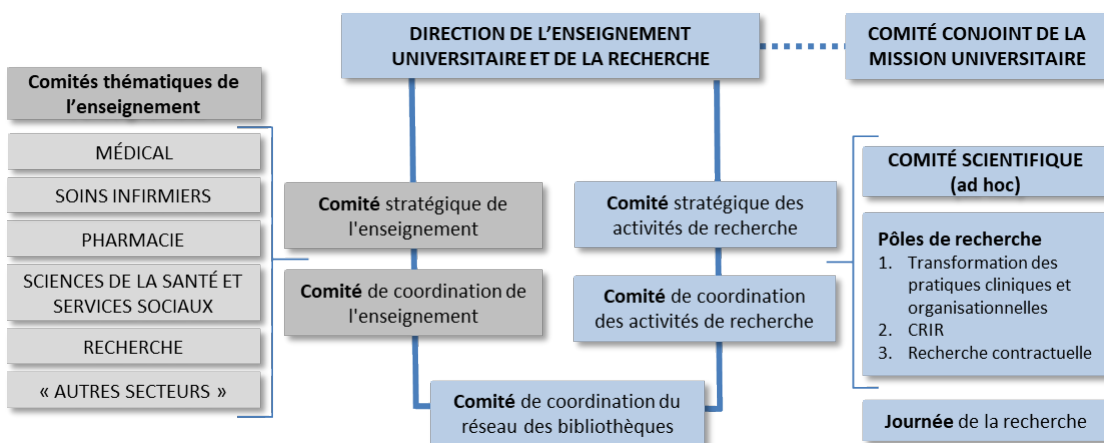 DIRECTION DE L’ENSEIGNEMENT
UNIVERSITAIRE ET DE LA RECHERCHE
COMITÉ CONJOINT DE LA
MISSION UNIVERSITAIRE
Comités thématiques de
l’enseignement
MÉDICAL
SOINS INFIRMIERS
PHARMACIE
SCIENCES DE LA SANTÉ ET
SERVICES SOCIAUX
RECHERCHE
« AUTRES SECTEURS »
Comité stratégique de
l'enseignement
Comité de coordination de
l'enseignement
Comité stratégique des
activités de recherche
Comité de coordination
des activités de recherche
Comité de coordination du
réseau des bibliothèques
COMITÉ SCIENTIFIQUE
(ad hoc)
Pôles de recherche
1. Transformation des
pratiques cliniques et
organisationnelles
2. CRIR
3. Recherche contractuelle
Journée de la recherche